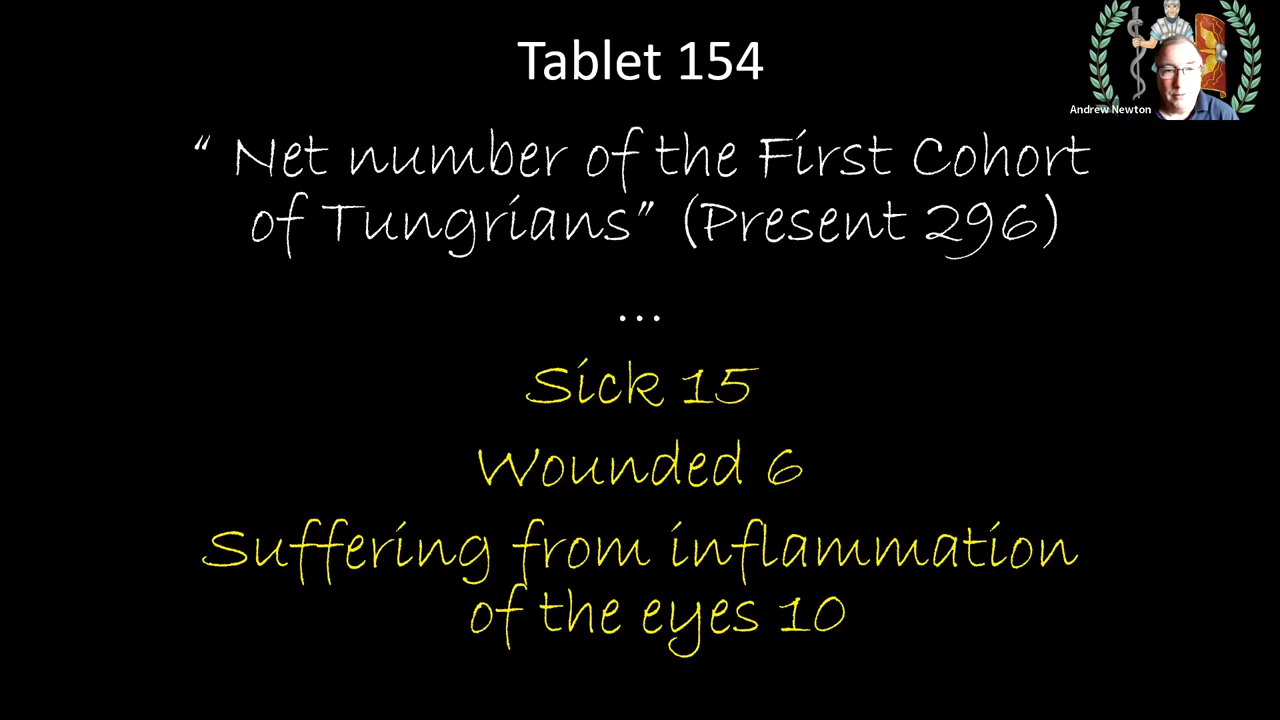 Tablet 154
Andrew Newton
“ Net number of the First Cohort
of Tungrians” (Present 296)
...
Sick 15
Wounded 6
Suffering from inflammation
of the eyes 10